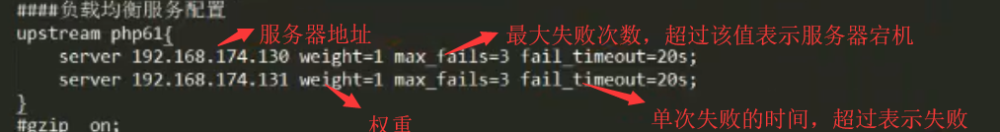 ####负载均衡服务配置
upstream php61{
服务器地址
最大失败次数，超过该值表示服务器宕机
server 192.168.174.130 weight=1 max_fails=3 fail_timeout=20s;
server 192.168.174.131 weight=1 max_fails=3 fail_timeout=20s;
}
权重
单次失败的时间，超过表示失败
#gzip on;